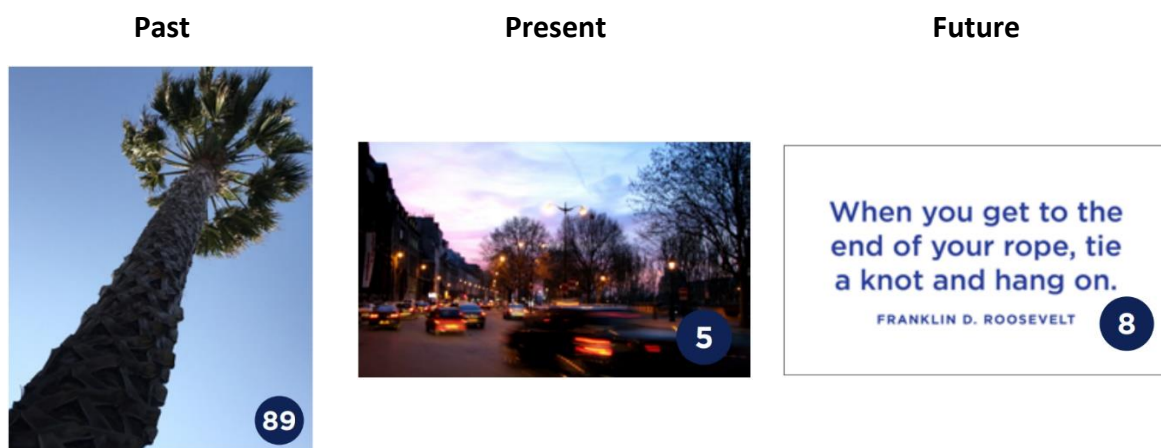 Past
Present
Future
89
5
When you get to the
end of your rope, tie
a knot and hang on.
FRANKLIN D. ROOSEVELT
8